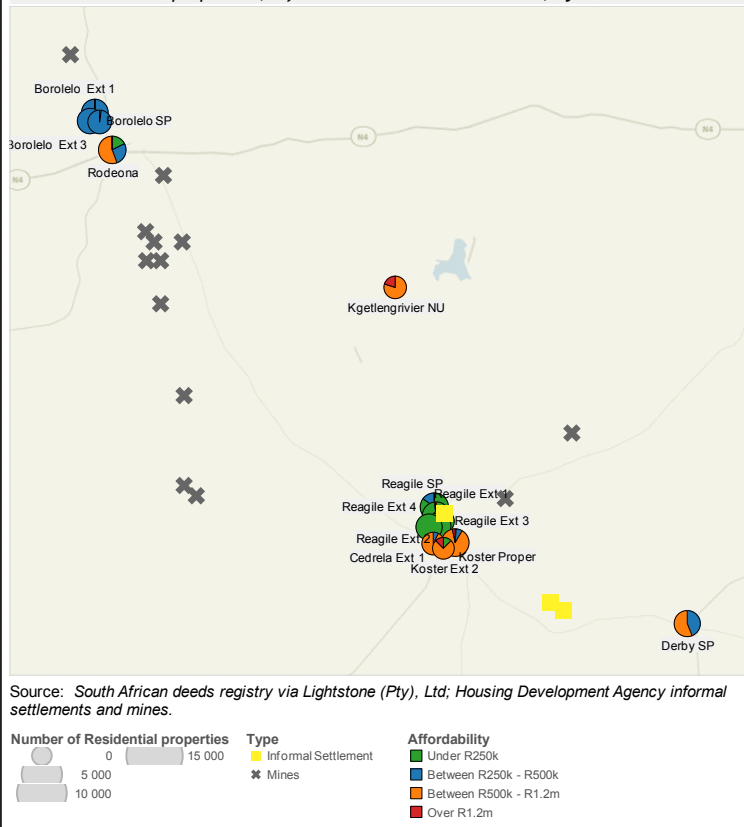 Borolelo Ext 1
Borolelo SP
Borolelo Ext 3
Rodeona
N4
N4
N4
Kgetlengrivier NU
Reagile SP
Reagile Ext 1
Reagile Ext 4
Reagile Ext 3
Reagile Ext 2
Cedrela Ext 1
Koster Proper
Koster Ext 2
Derby SP
Source: South African deeds registry via Lightstone (Pty), Ltd; Housing Development Agency informal
settlements and mines.
Number of Residential properties
0
15 000
5 000
10 000
Type
Informal Settlement
Mines
Affordability
Under R250k
Between R250k - R500k
Between R500k - R1.2m
Over R1.2m